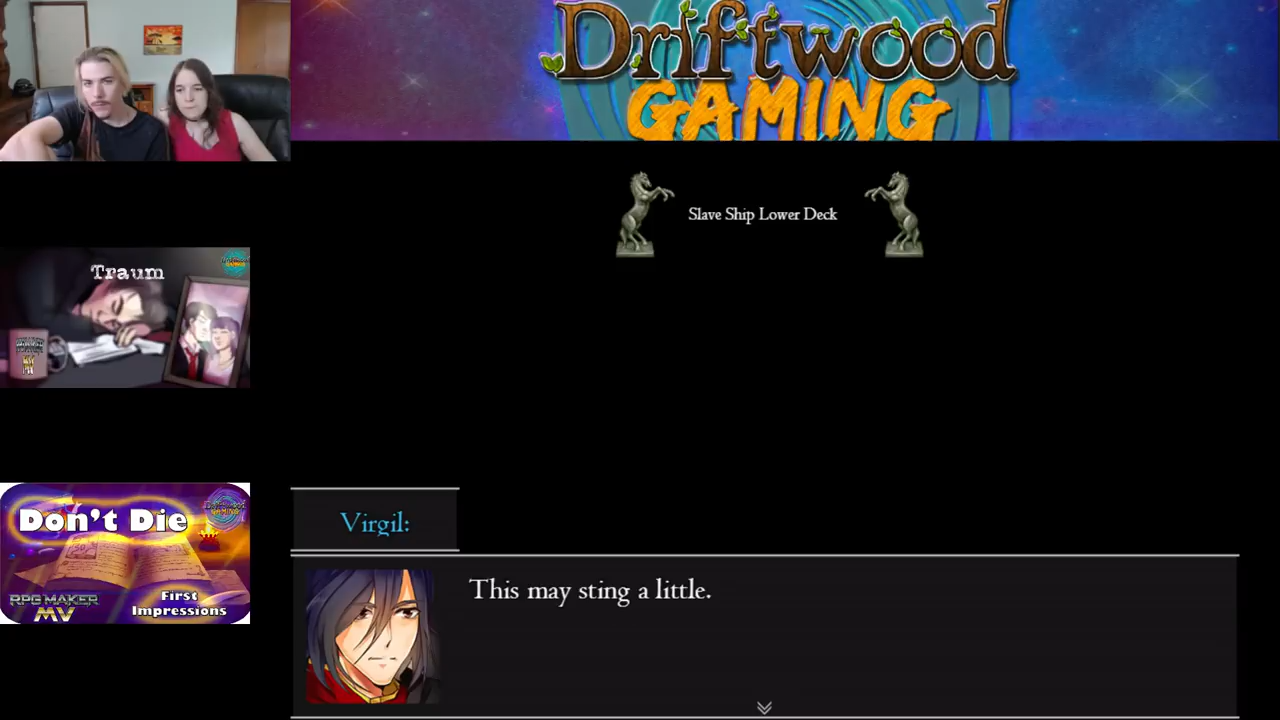 Driftwood
GAMING
Slave Ship Lower Deck
Traum
Don't Die
RPG MAKER
MV
First
Impressions
Virgil:
This may sting a little.